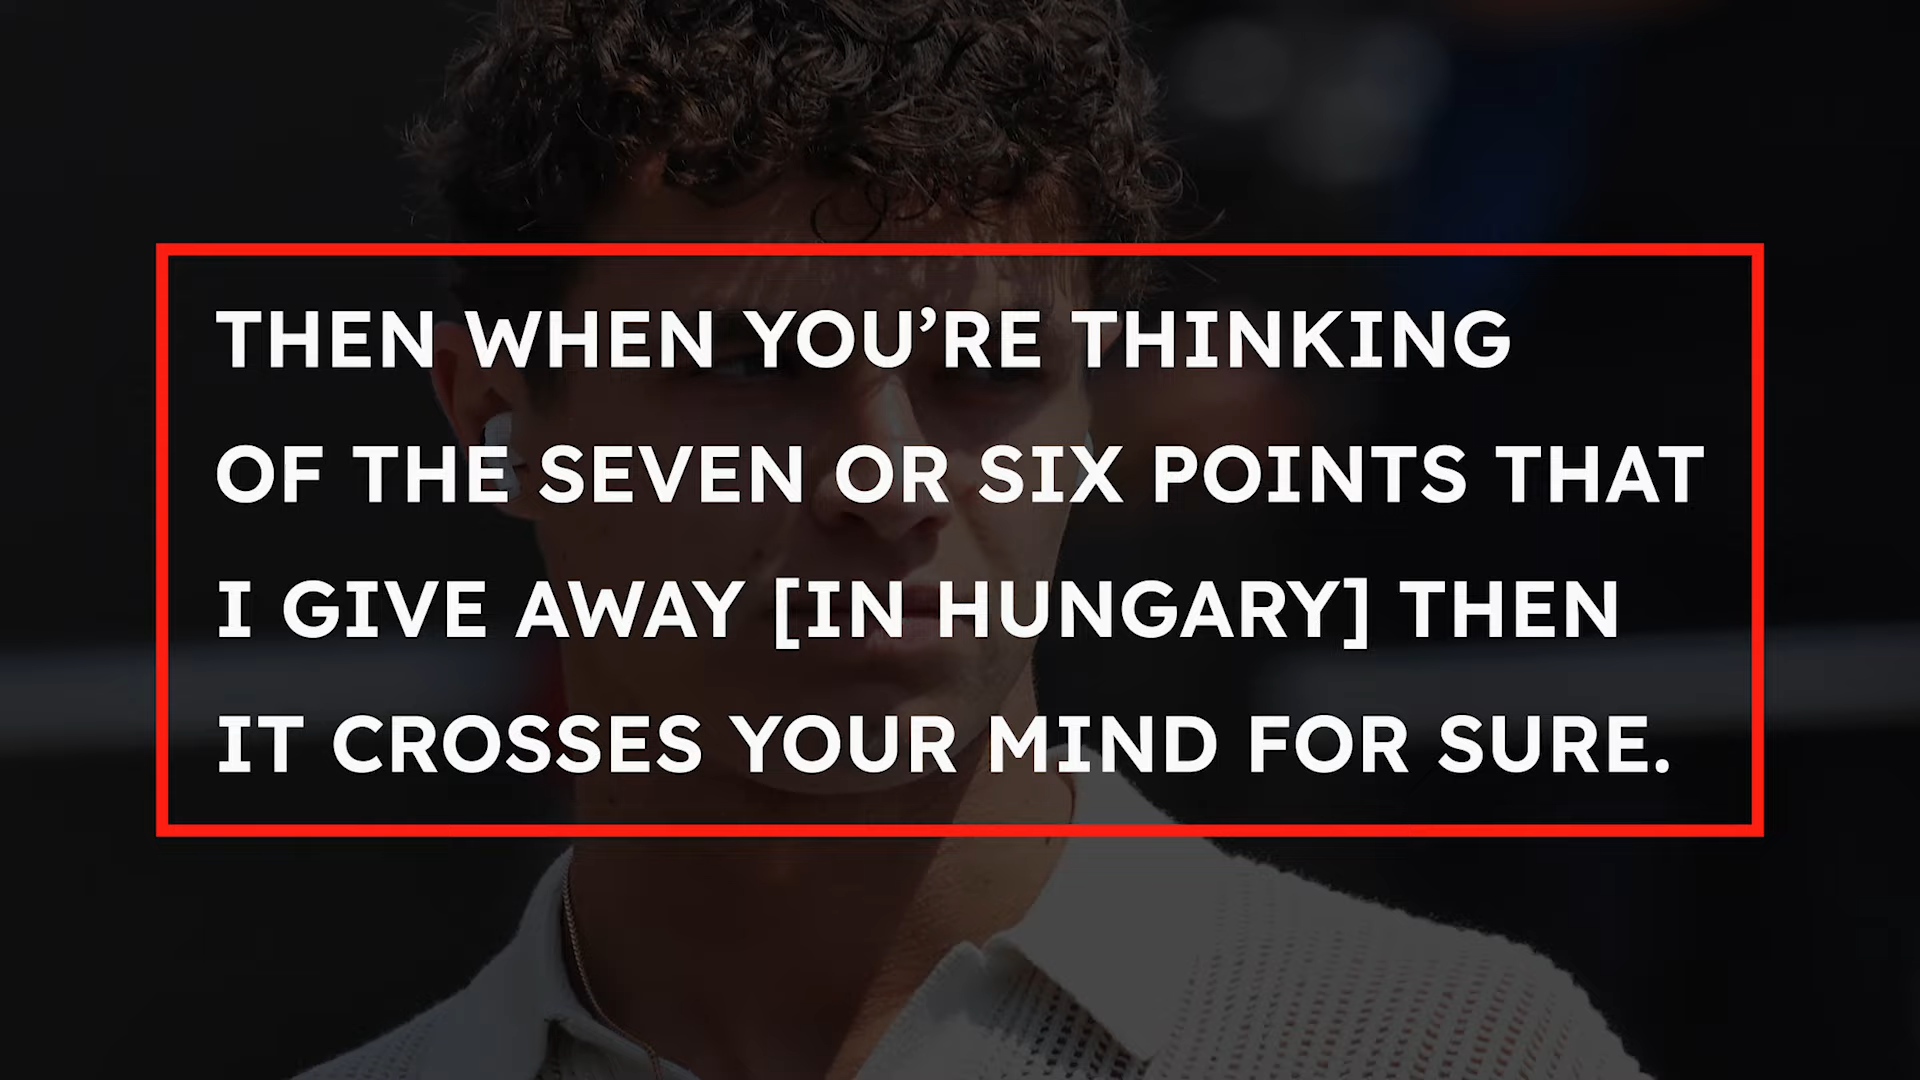 THEN WHEN YOU’RE THINKING
OF THE SEVEN OR SIX POINTS THAT
I GIVE AWAY [IN HUNGARY] THEN
IT CROSSES YOUR MIND FOR SURE.